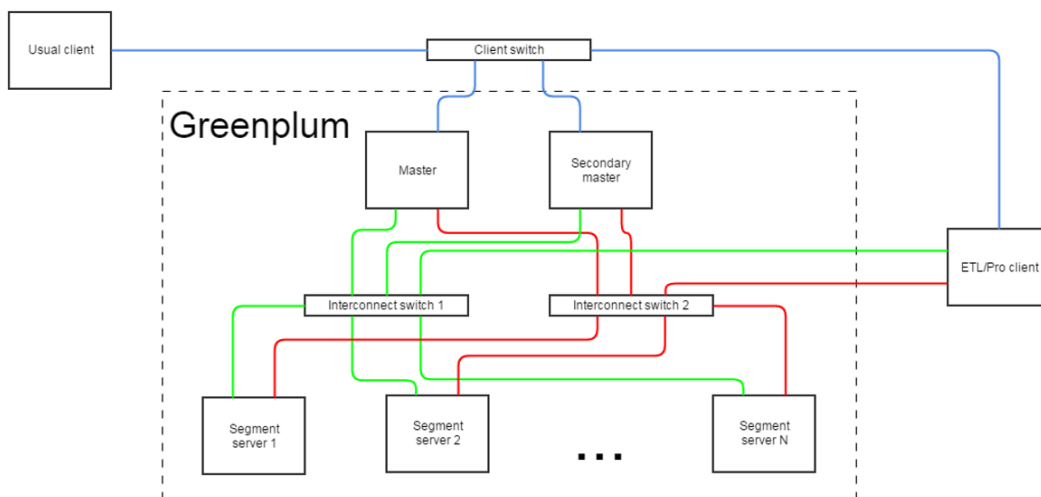 Usual client
Client switch
Greenplum
Master
Secondary
master
ETL/Pro client
Interconnect switch 1
Interconnect switch 2
Segment
server 1
Segment
server 2
...
Segment
server N